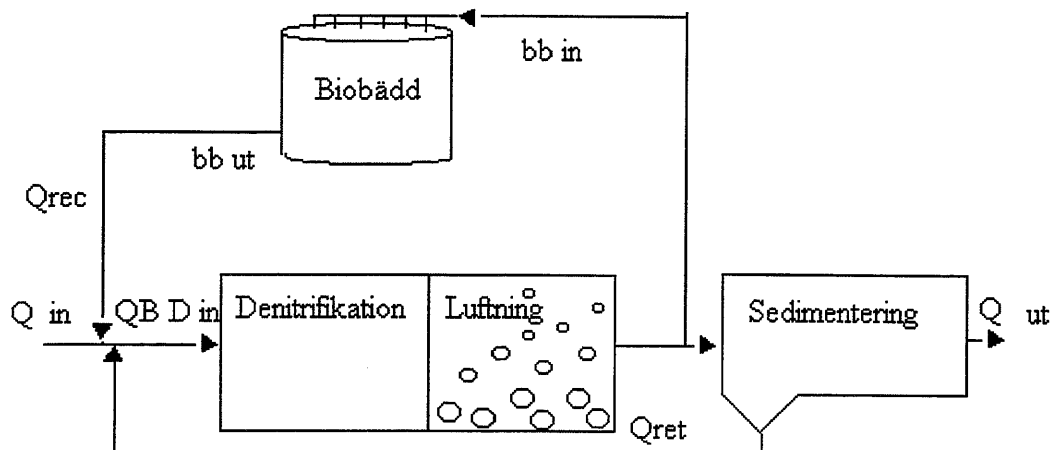 bb in
Biobädd
bb ut
Qrec
Q in
QB D in
Denitrifikation
Luftning
Sedimentering
Q ut
Qret